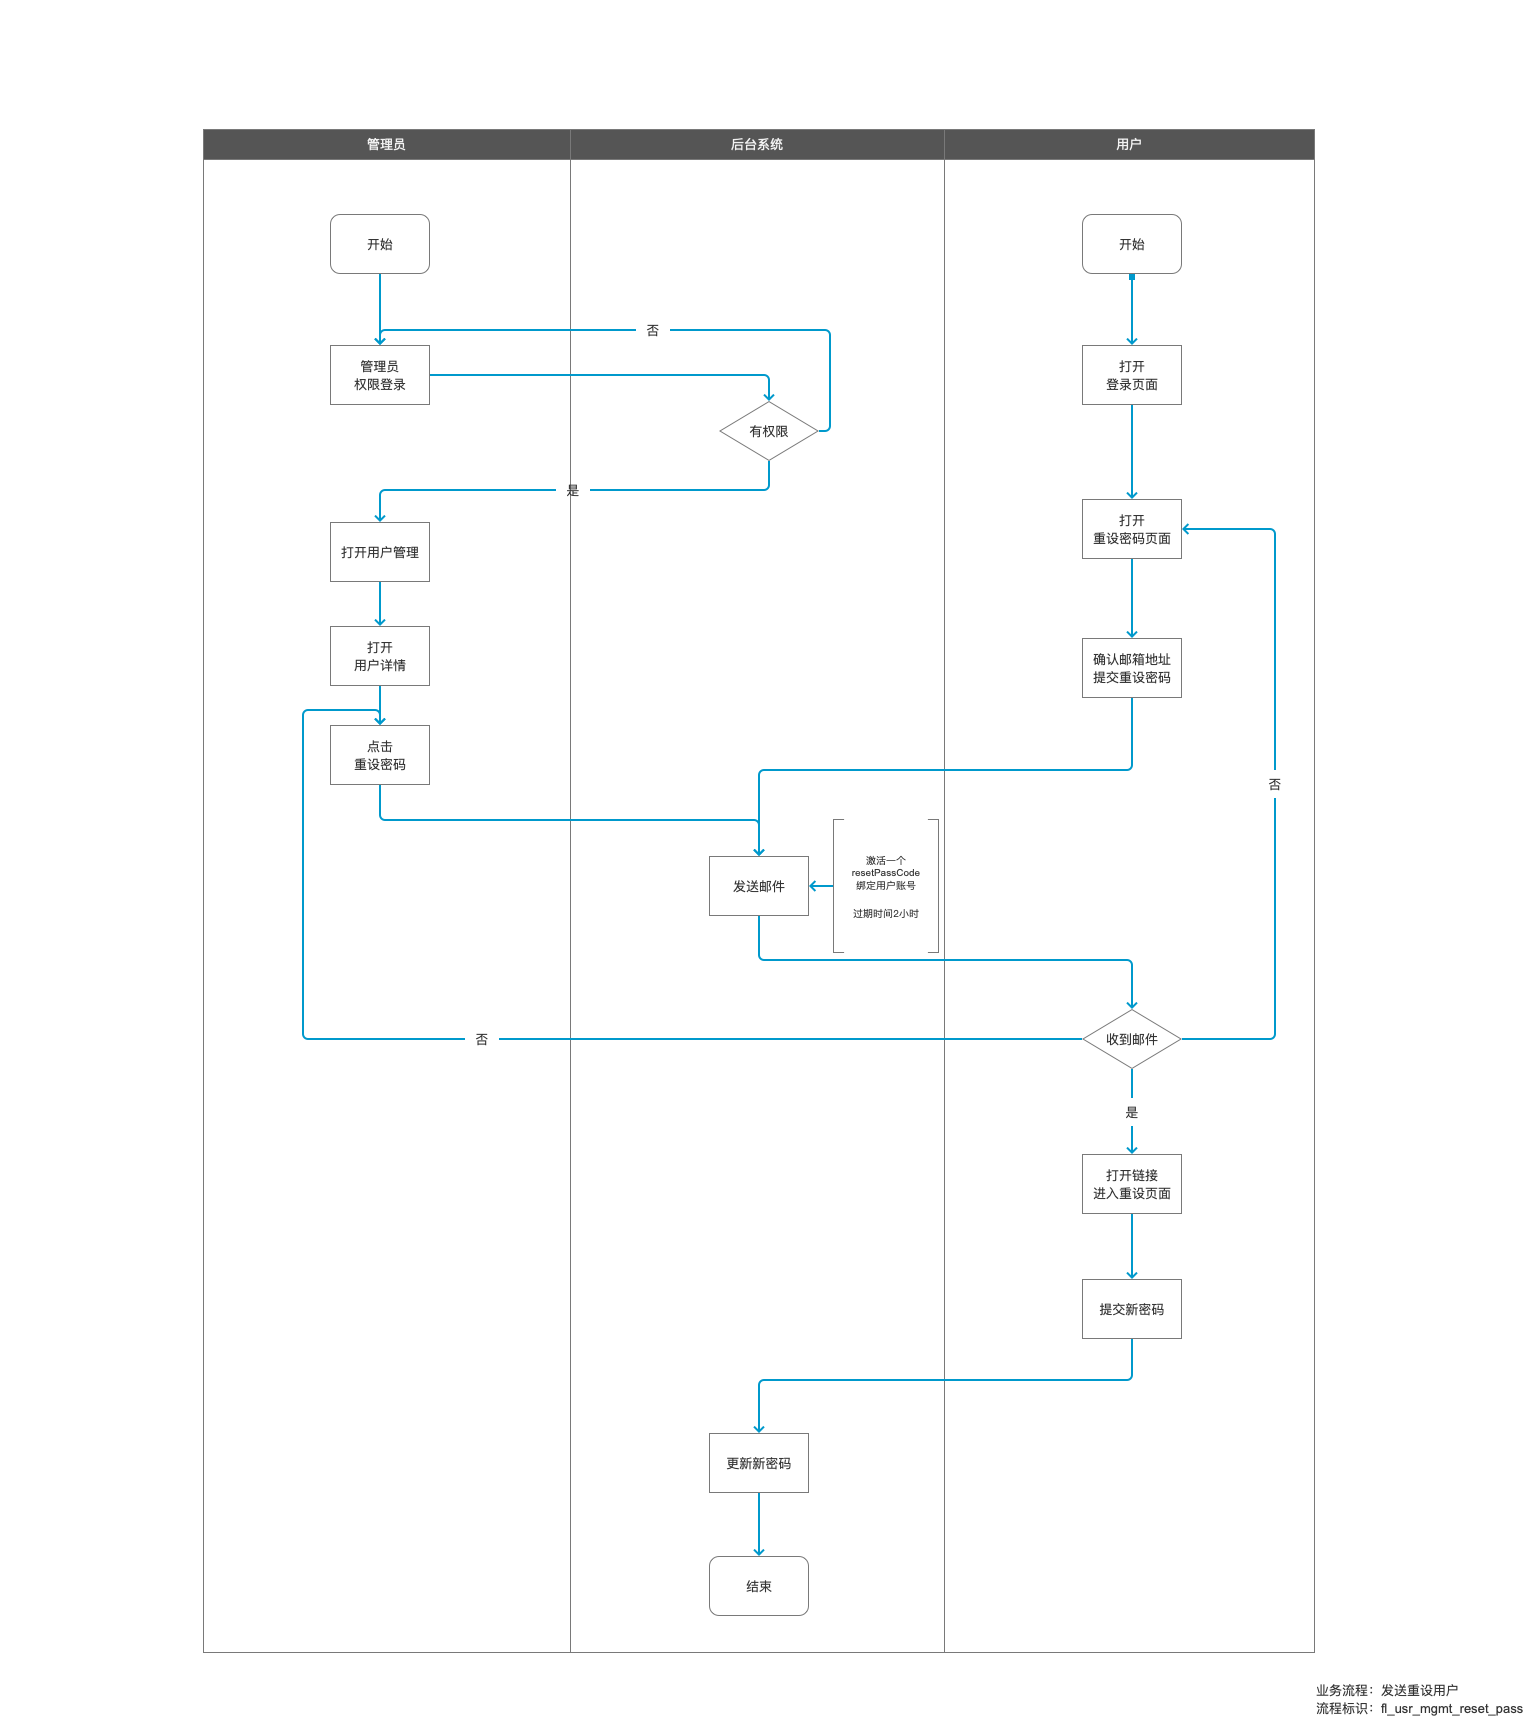 管理员
后台系统
用户
开始
开始
否
管理员
权限登录
打开
登录页面
有权限
是
打开用户管理
打开
重设密码页面
打开
用户详情
确认邮箱地址
提交重设密码
点击
重设密码
否
发送邮件
激活一个
resetPassCode
绑定用户账号
过期时间2小时
否
收到邮件
是
打开链接
进入重设页面
提交新密码
更新新密码
结束
业务流程：发送重设用户
流程标识：fl_usr_mgmt_reset_pass